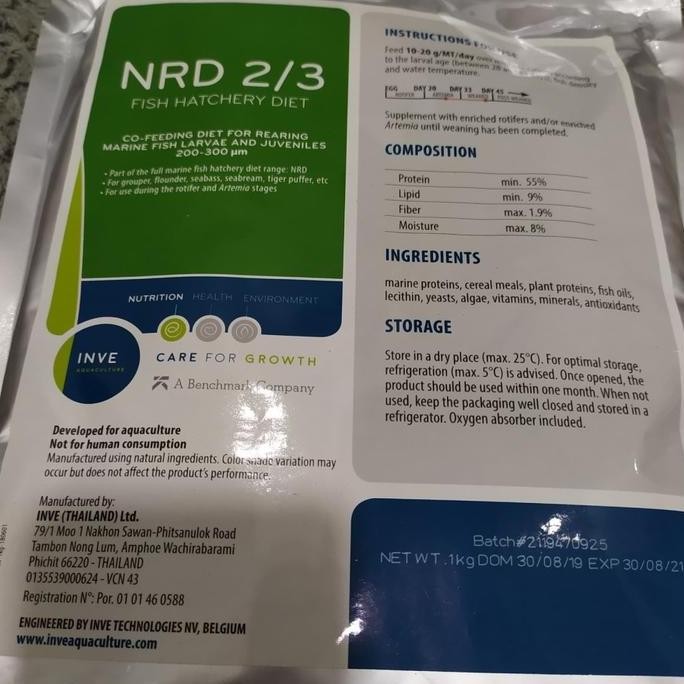 NRD 2/3
FISH HATCHERY DIET
CO-FEEDING DIET FOR REARING
MARINE FISH LARVAE AND JUVENILES
200-300 µm
• Part of the full marine fish hatchery diet range: NRD
• For grouper, flounder, seabass, seabream, tiger puffer, etc
• For use during the rotifer and Artemia stages
NUTRITION HEALTH ENVIRONMENT
INVE
AQUACULTURE
CARE FOR GROWTH
A Benchmark Company
Developed for aquaculture
Not for human consumption
Manufactured using natural ingredients. Color shade variation may
occur but does not affect the product's performance.
Manufactured by:
INVE (THAILAND) Ltd.
79/1 Moo 1 Nakhon Sawan-Phitsanulok Road
Tambon Nong Lum, Amphoe Wachirabarami
Phichit 66220 - THAILAND
0135539000624 - VCN 43
Registration N°: Por. 01 01 46 0588
ENGINEERED BY INVE TECHNOLOGIES NV, BELGIUM
www.inveaquaculture.com
INSTRUCTIONS
Feed 10-20 g/MT/day
to the larval age (between 28
and water temperature.
EGG DAY 20 DAY 33 DAY 45
ROTIFER ARTEMIA WEANING POST-WEANING
Supplement with enriched rotifers and/or enriched
Artemia until weaning has been completed.
COMPOSITION
Protein min. 55%
Lipid min. 9%
Fiber max. 1.9%
Moisture max. 8%
INGREDIENTS
marine proteins, cereal meals, plant proteins, fish oils,
lecithin, yeasts, algae, vitamins, minerals, antioxidants
STORAGE
Store in a dry place (max. 25°C). For optimal storage,
refrigeration (max. 5°C) is advised. Once opened, the
product should be used within one month. When not
used, keep the packaging well closed and stored in a
refrigerator. Oxygen absorber included.
Batch#2119470925
NET WT .1kg DOM 30/08/19 EXP 30/08/21